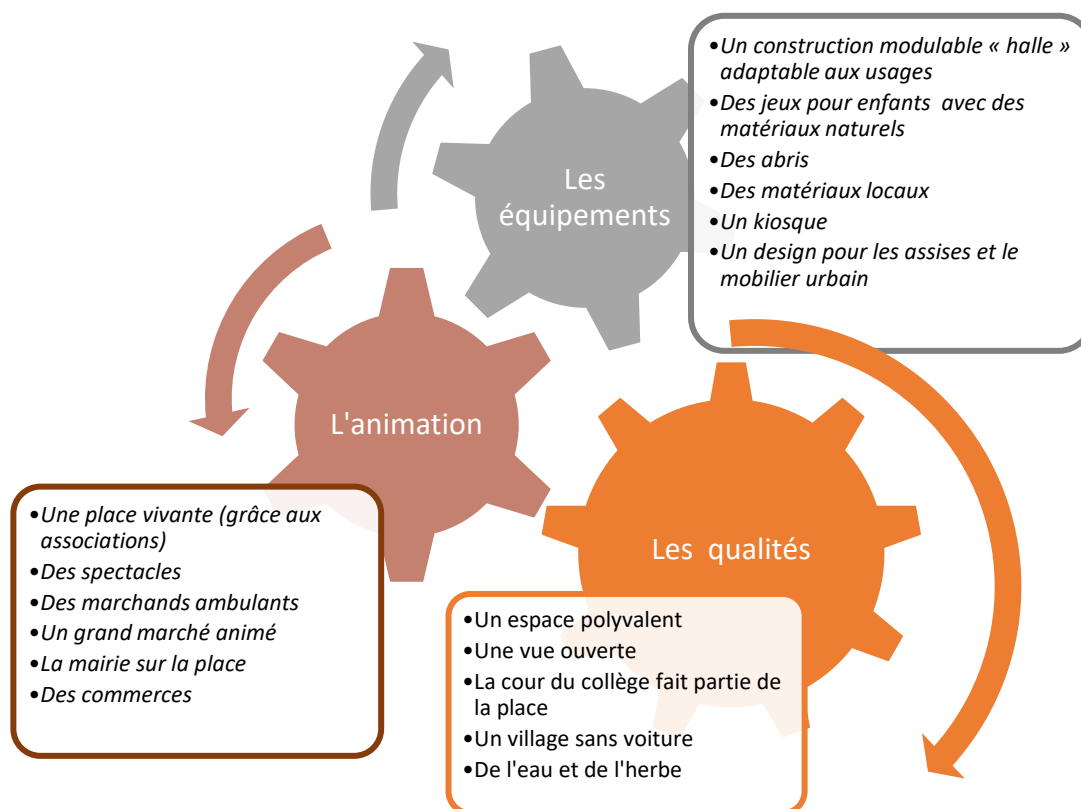 •Un construction modulable « halle »
adaptable aux usages
•Des jeux pour enfants avec des
matériaux naturels
•Des abris
•Des matériaux locaux
•Un kiosque
•Un design pour les assises et le
mobilier urbain
Les
équipements
L'animation
•Une place vivante (grâce aux
associations)
•Des spectacles
•Des marchands ambulants
•Un grand marché animé
•La mairie sur la place
•Des commerces
Les qualités
•Un espace polyvalent
•Une vue ouverte
•La cour du collège fait partie de
la place
•Un village sans voiture
•De l'eau et de l'herbe